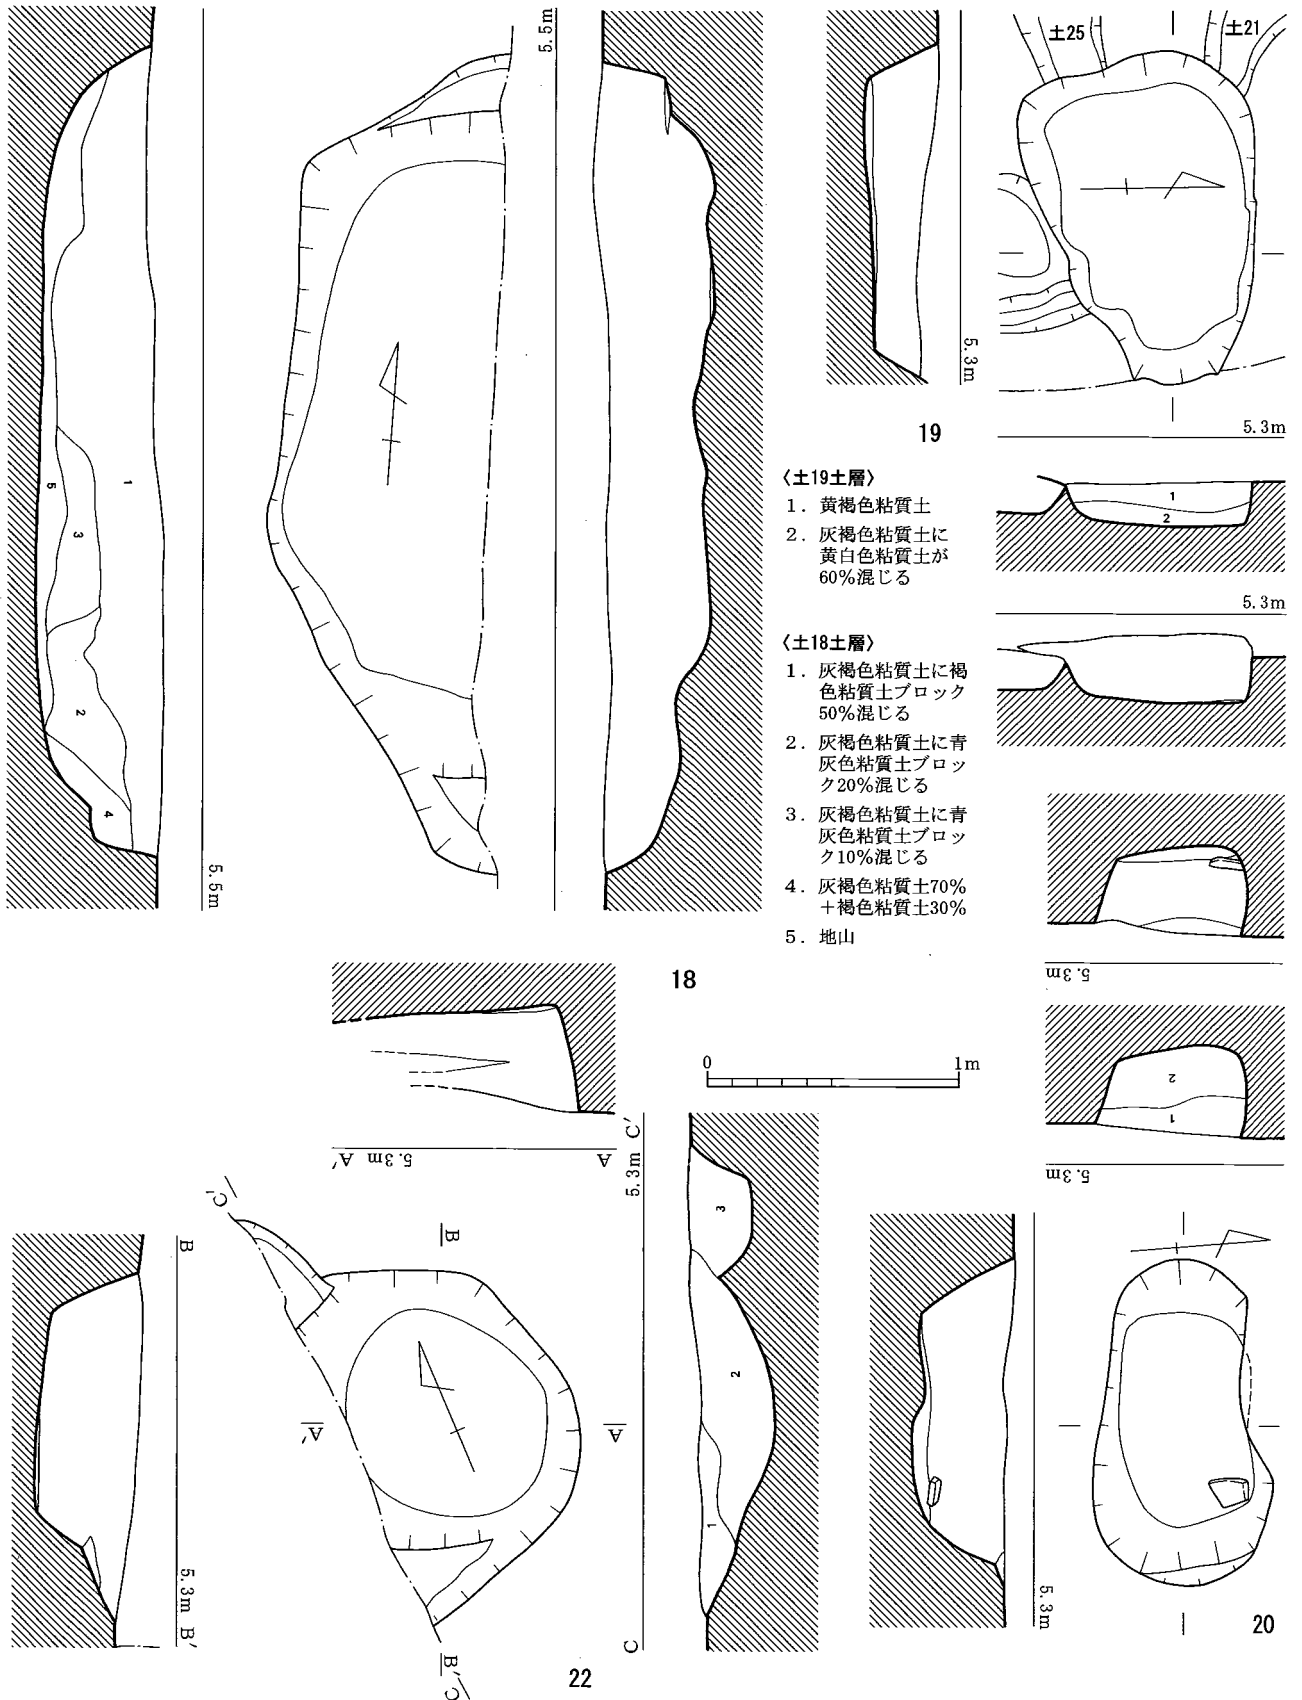 5.5m
土25
土21
1
5
3
2
4
5.5m
5.3m
19
5.3m
1
2
5.3m
〈土19土層〉
1．黄褐色粘質土
2．灰褐色粘質土に
黄白色粘質土が
60%混じる
〈土18土層〉
1．灰褐色粘質土に褐
色粘質土ブロック
50%混じる
2．灰褐色粘質土に青
灰色粘質土ブロッ
ク20%混じる
3．灰褐色粘質土に青
灰色粘質土ブロッ
ク10%混じる
4．灰褐色粘質土70%
＋褐色粘質土30%
5．地山
18
5.3m
2
1
5.3m
0 1m
A′ 5.3m A
5.3m C′
3
2
1
C
B
5.3m B′
C′
B
A′
A
B′
C
22
5.3m
20